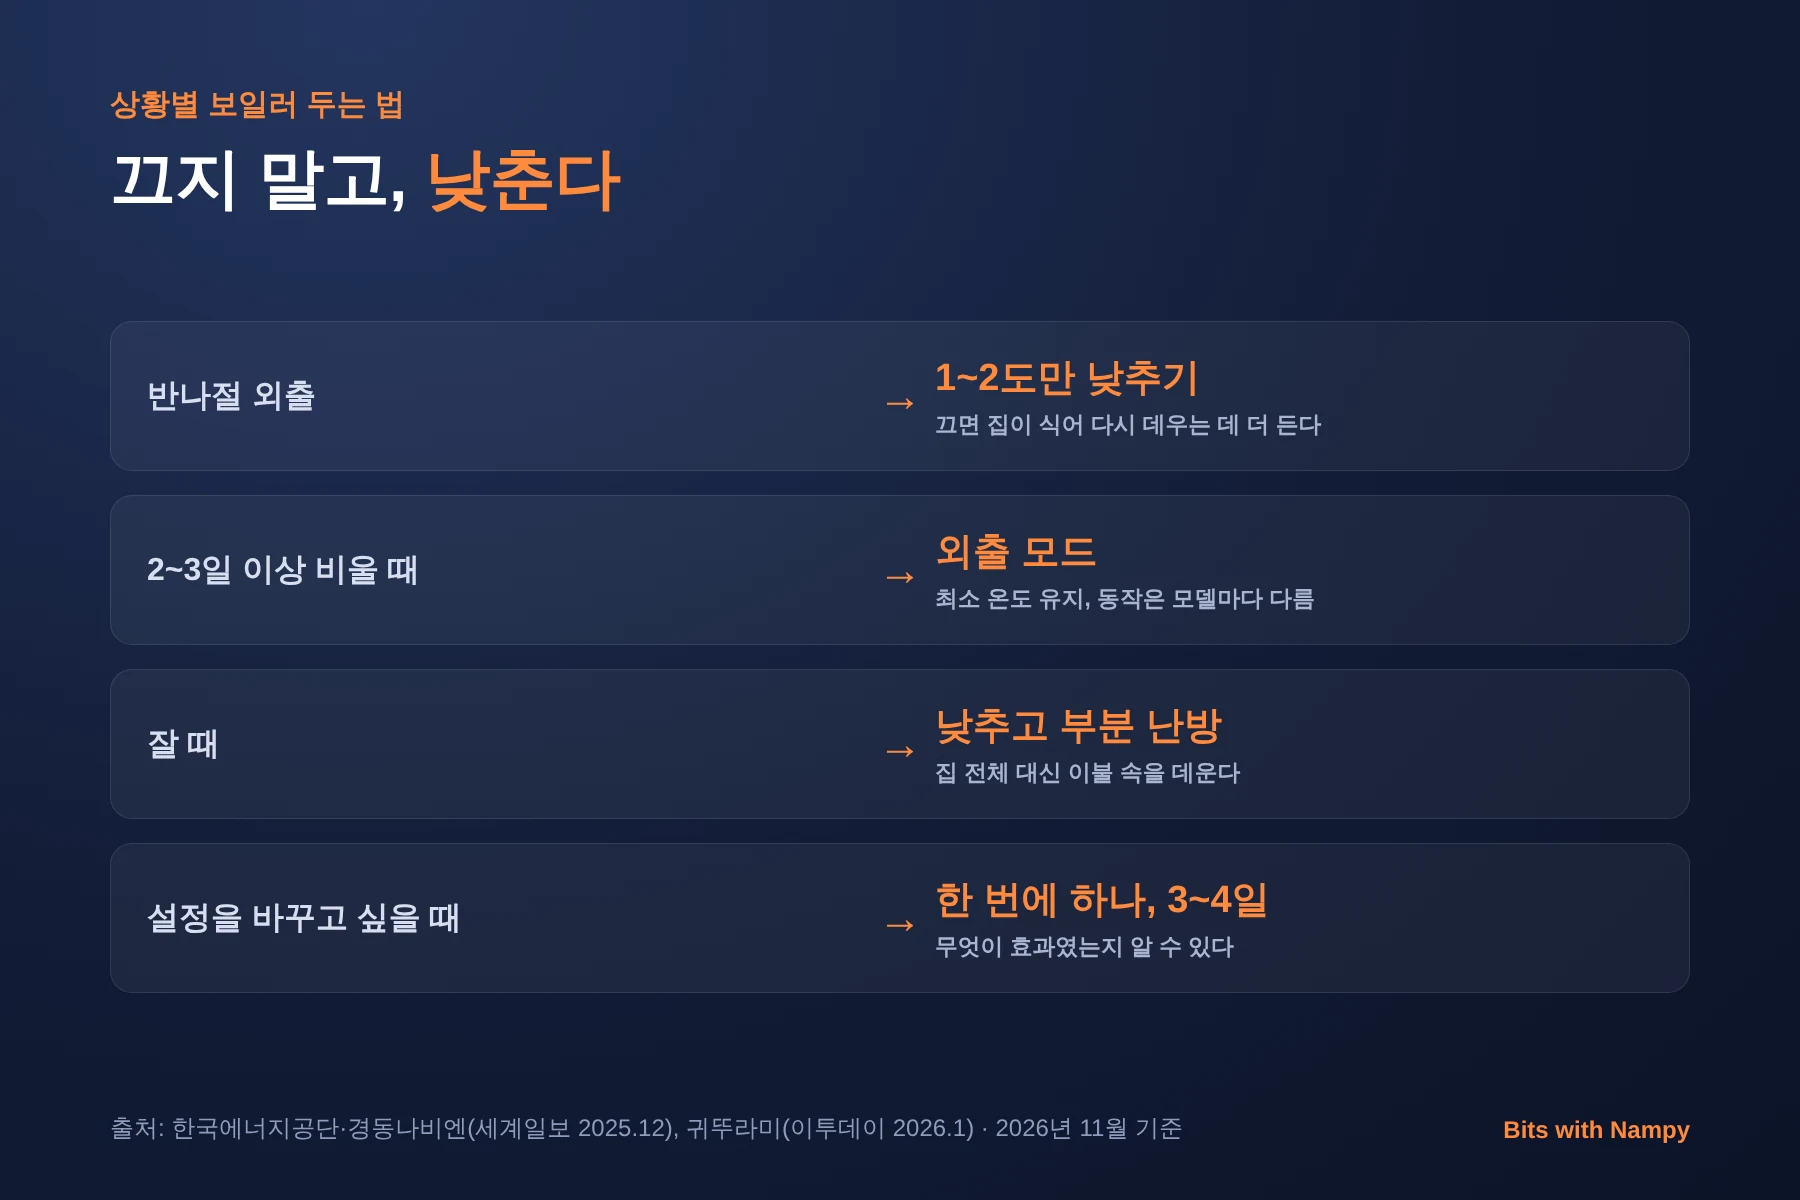 상황별 보일러 두는 법
끄지 말고, 낮춘다
반나절 외출
→
1~2도만 낮추기
끄면 집이 식어 다시 데우는 데 더 든다
2~3일 이상 비울 때
→
외출 모드
최소 온도 유지, 동작은 모델마다 다름
잘 때
→
낮추고 부분 난방
집 전체 대신 이불 속을 데운다
설정을 바꾸고 싶을 때
→
한 번에 하나, 3~4일
무엇이 효과였는지 알 수 있다
출처: 한국에너지공단·경동나비엔(세계일보 2025.12), 귀뚜라미(이투데이 2026.1) · 2026년 11월 기준
Bits with Nampy